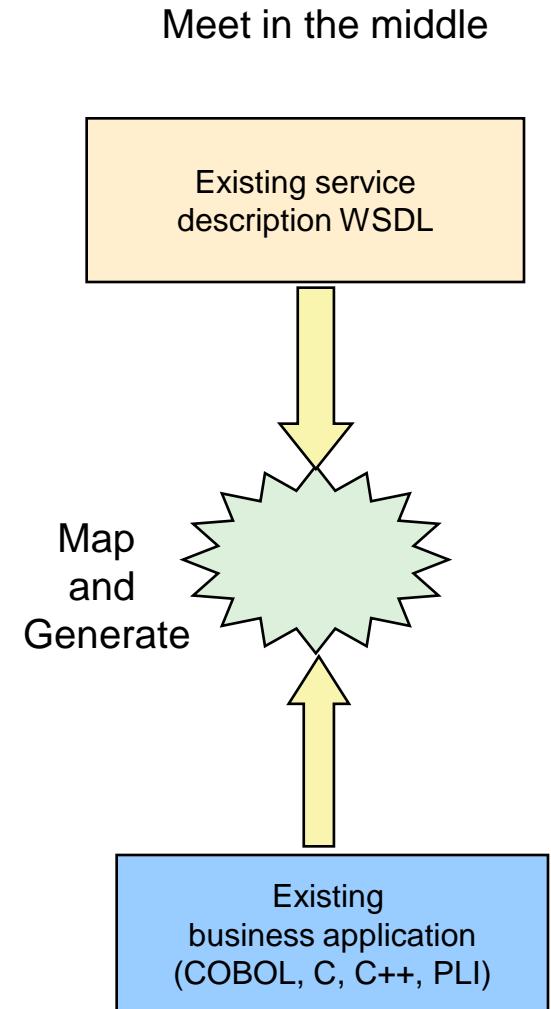 Meet in the middle
Existing service
description WSDL
Map
and
Generate
Existing
business application
(COBOL, C, C++, PLI)